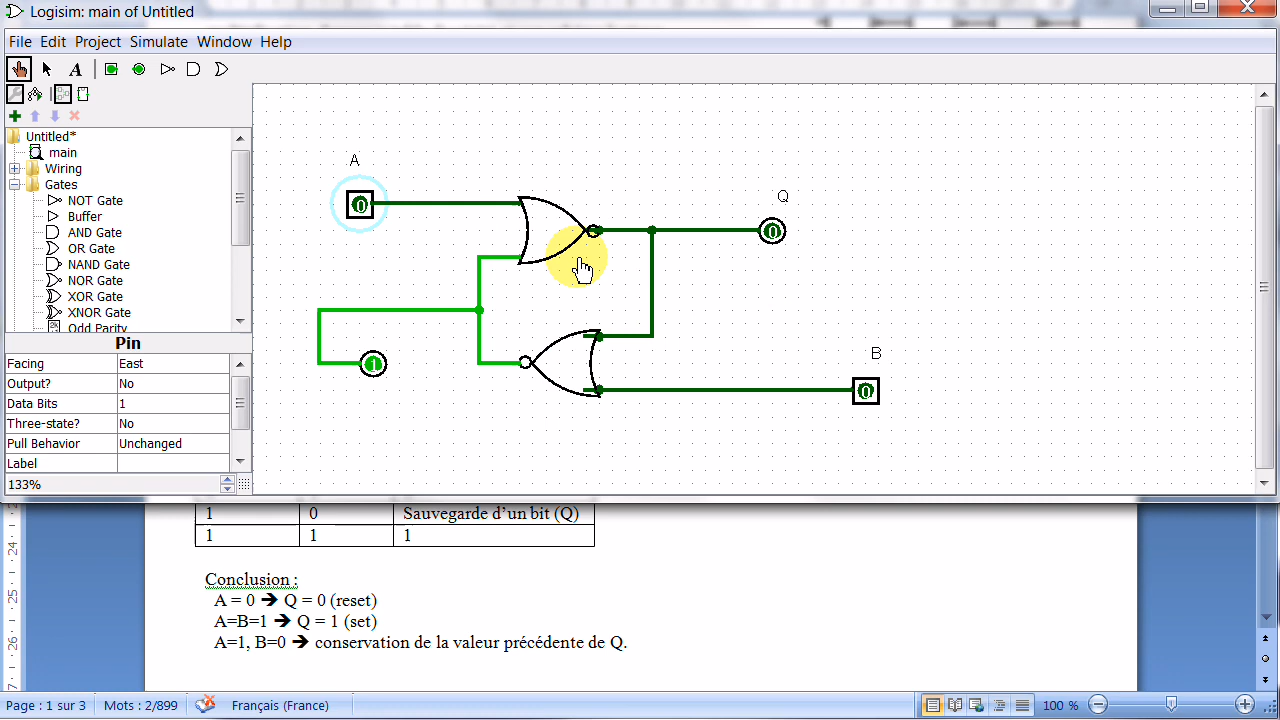 Logisim: main of Untitled
File Edit Project Simulate Window Help
A
Untitled*
main
Wiring
Gates
NOT Gate
Buffer
AND Gate
OR Gate
NAND Gate
NOR Gate
XOR Gate
XNOR Gate
Odd Parity
Pin
Facing East
Output? No
Data Bits 1
Three-state? No
Pull Behavior Unchanged
Label
133%
A
0
Q
0
1
B
0
1 0 Sauvegarde d'un bit (Q)
1 1 1
Conclusion :
A = 0 ➔ Q = 0 (reset)
A=B=1 ➔ Q = 1 (set)
A=1, B=0 ➔ conservation de la valeur précédente de Q.
24
25
26
Page : 1 sur 3 Mots : 2/899 Français (France) 100 %